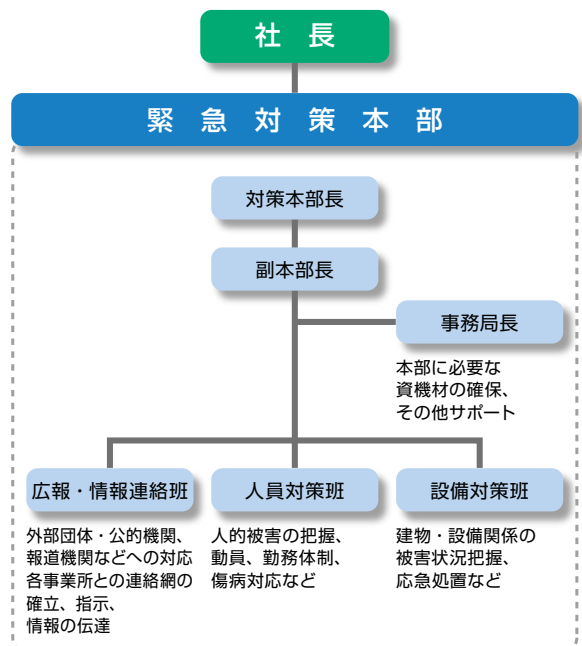 社長
緊急対策本部
対策本部長
副本部長
事務局長
本部に必要な
資機材の確保、
その他サポート
広報・情報連絡班
外部団体・公的機関、
報道機関などへの対応
各事業所との連絡網の
確立、指示、
情報の伝達
人員対策班
人的被害の把握、
動員、勤務体制、
傷病対応など
設備対策班
建物・設備関係の
被害状況把握、
応急処置など